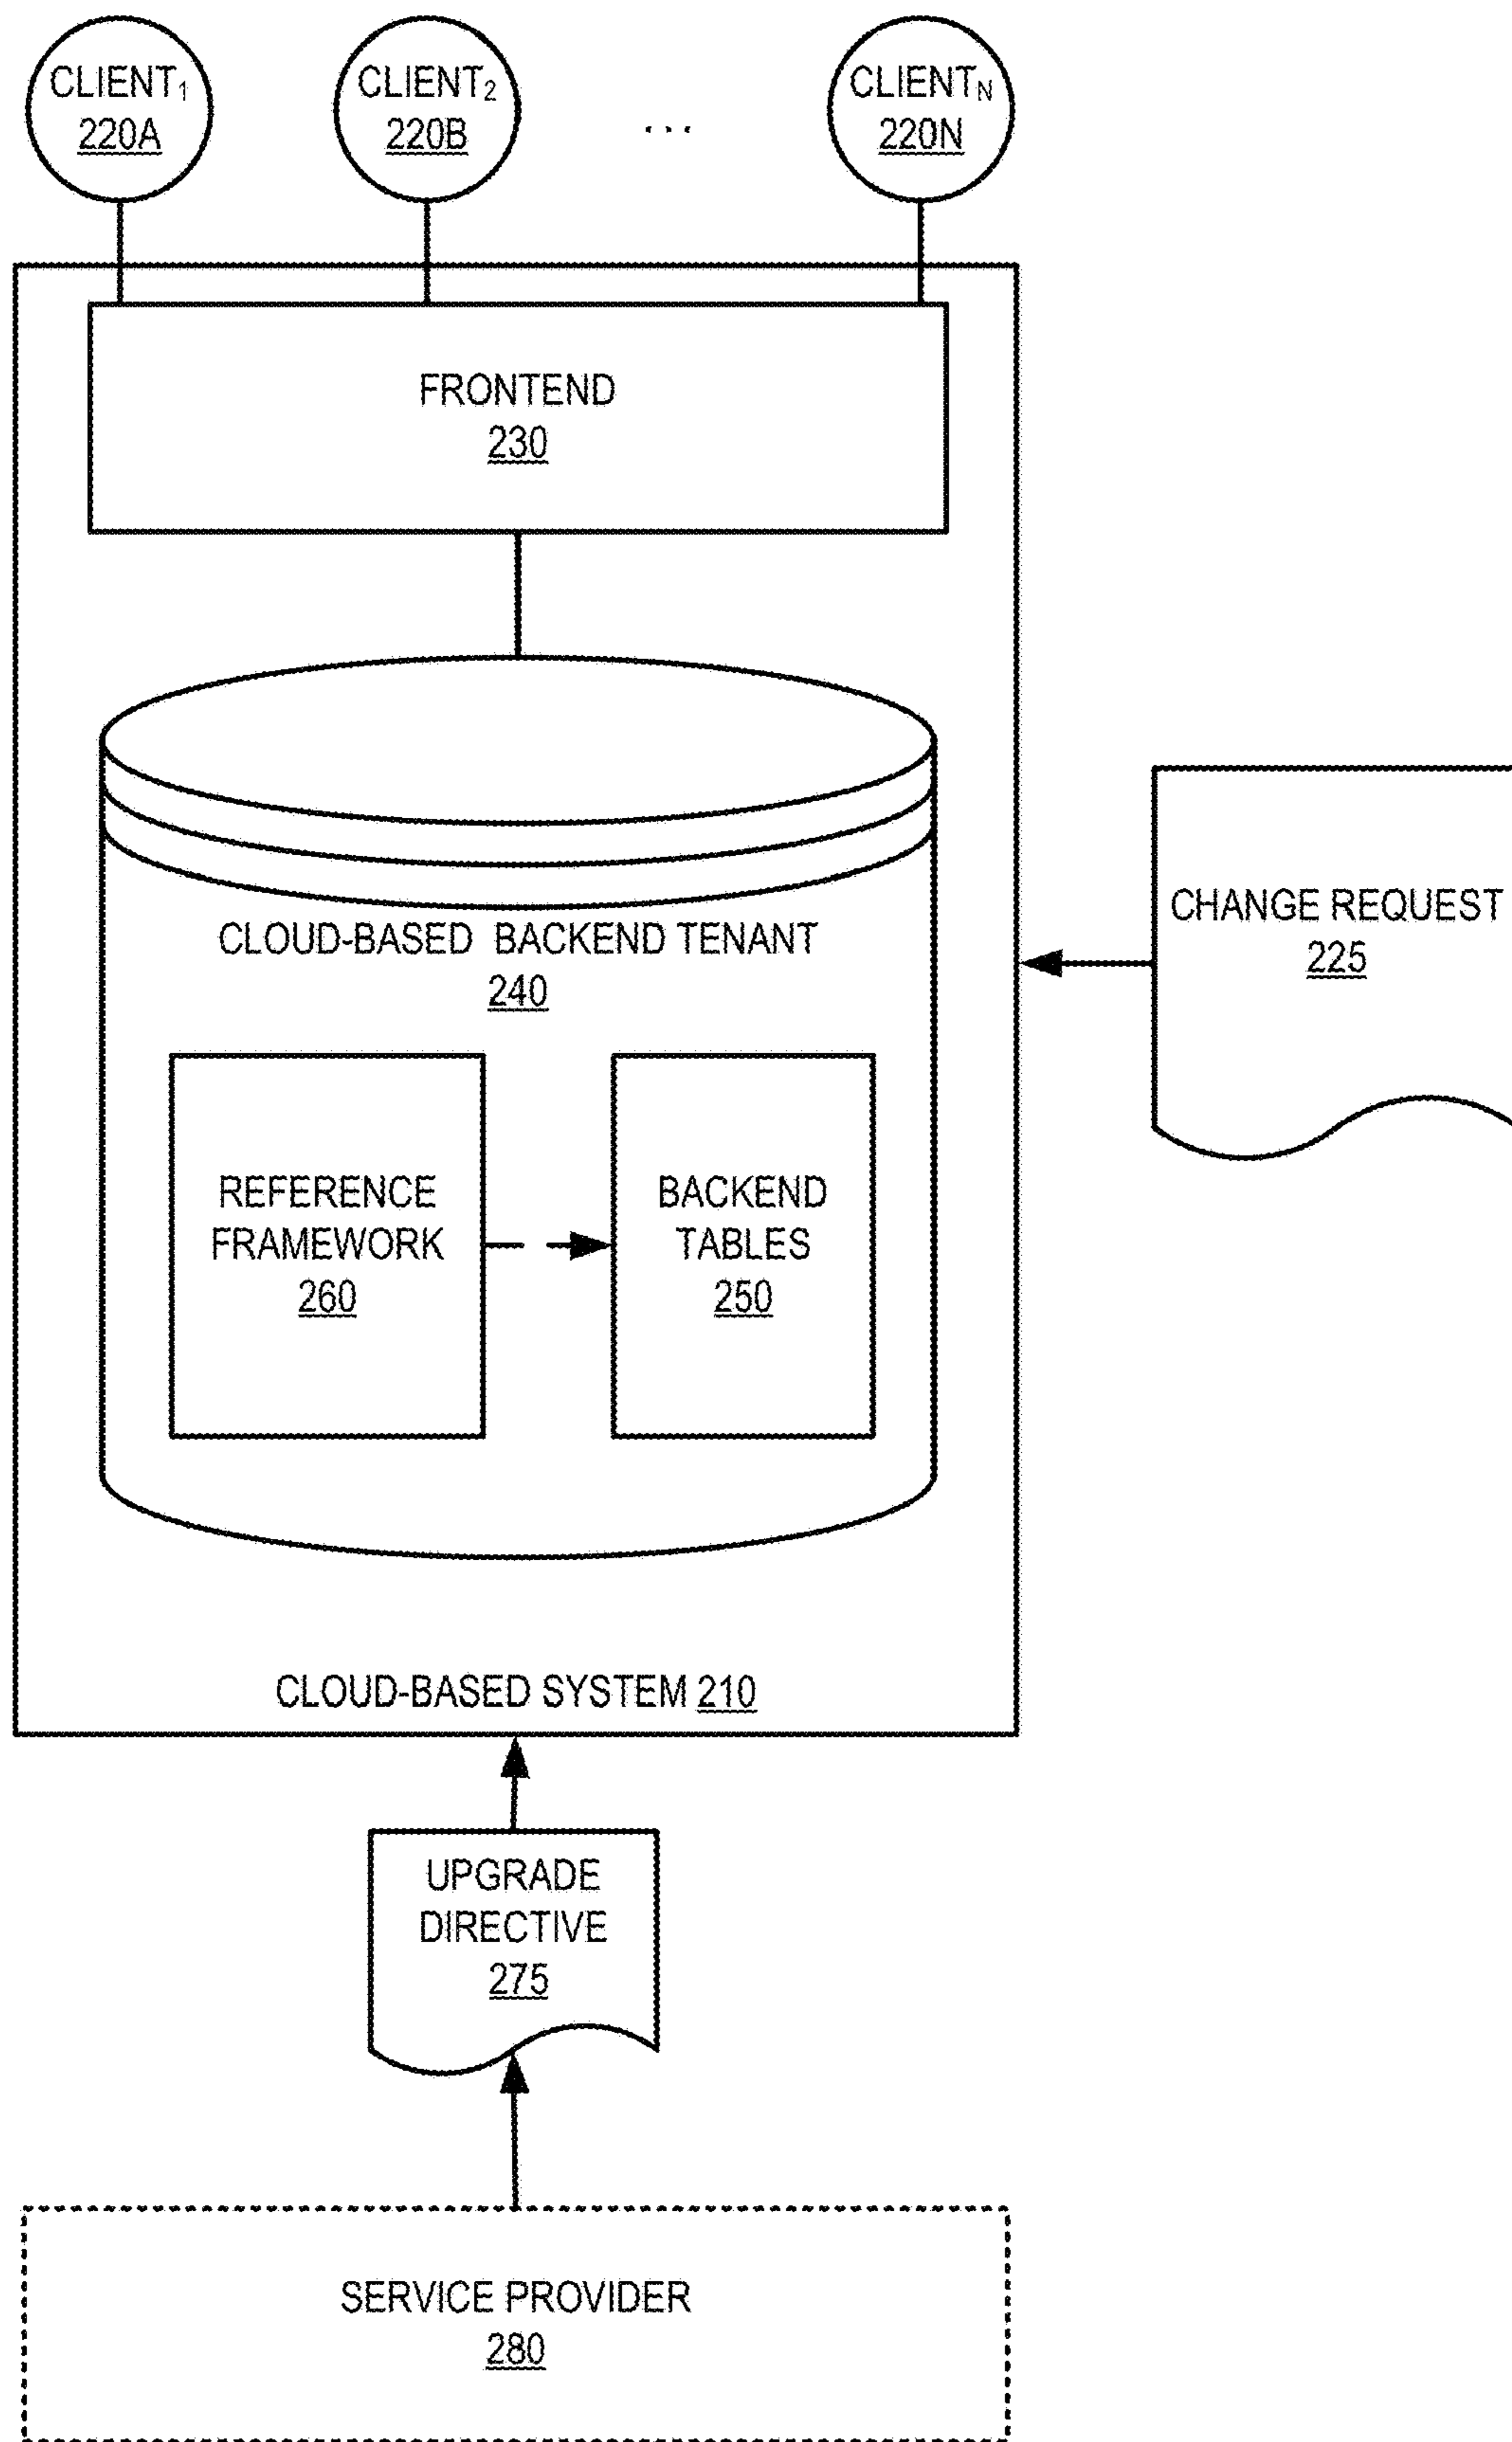 CLIENT₁
220A
CLIENT₂
220B
...
CLIENTN
220N
FRONTEND
230
CLOUD-BASED BACKEND TENANT
240
CHANGE REQUEST
225
REFERENCE
FRAMEWORK
260
BACKEND
TABLES
250
CLOUD-BASED SYSTEM 210
UPGRADE
DIRECTIVE
275
SERVICE PROVIDER
280